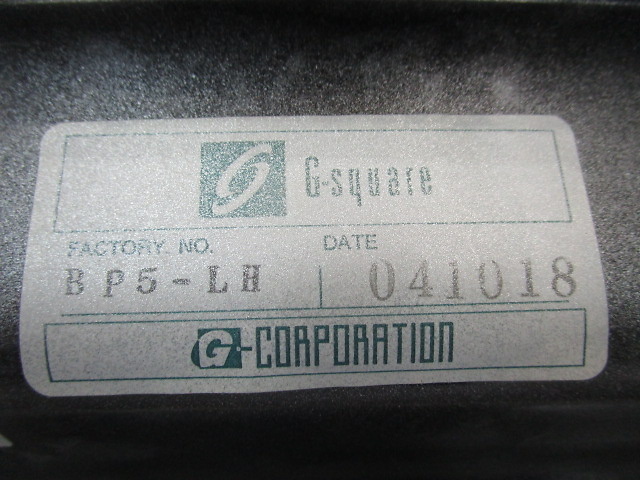 G-square
FACTORY. NO. DATE
BP5-LH 041018
G-CORPORATION